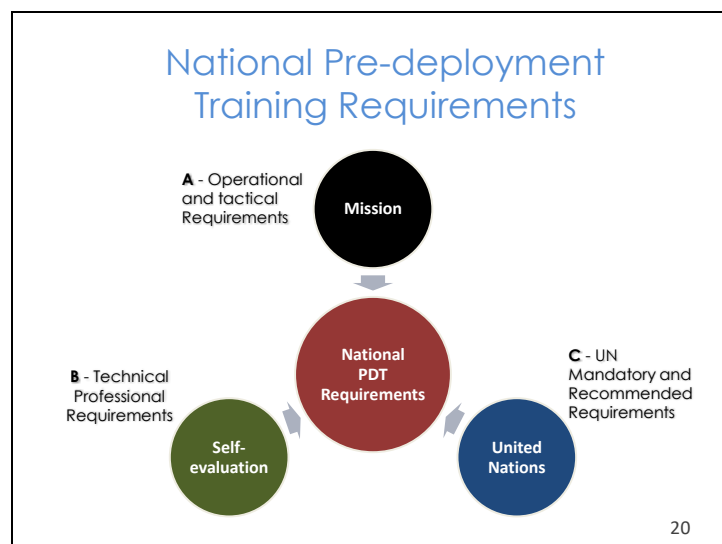 National Pre-deployment
Training Requirements
A - Operational
and tactical
Requirements
Mission
National
PDT
Requirements
B - Technical
Professional
Requirements
Self-
evaluation
C - UN
Mandatory and
Recommended
Requirements
United
Nations
20